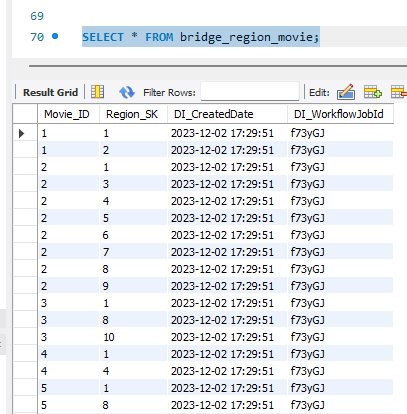 69
70 SELECT * FROM bridge_region_movie;
Result Grid Filter Rows: Edit:
Movie_ID Region_SK DI_CreatedDate DI_WorkflowJobId
1 1 2023-12-02 17:29:51 f73yGJ
1 2 2023-12-02 17:29:51 f73yGJ
2 1 2023-12-02 17:29:51 f73yGJ
2 3 2023-12-02 17:29:51 f73yGJ
2 4 2023-12-02 17:29:51 f73yGJ
2 5 2023-12-02 17:29:51 f73yGJ
2 6 2023-12-02 17:29:51 f73yGJ
2 7 2023-12-02 17:29:51 f73yGJ
2 8 2023-12-02 17:29:51 f73yGJ
2 9 2023-12-02 17:29:51 f73yGJ
3 1 2023-12-02 17:29:51 f73yGJ
3 8 2023-12-02 17:29:51 f73yGJ
3 10 2023-12-02 17:29:51 f73yGJ
4 1 2023-12-02 17:29:51 f73yGJ
4 4 2023-12-02 17:29:51 f73yGJ
5 1 2023-12-02 17:29:51 f73yGJ
5 8 2023-12-02 17:29:51 f73yGJ